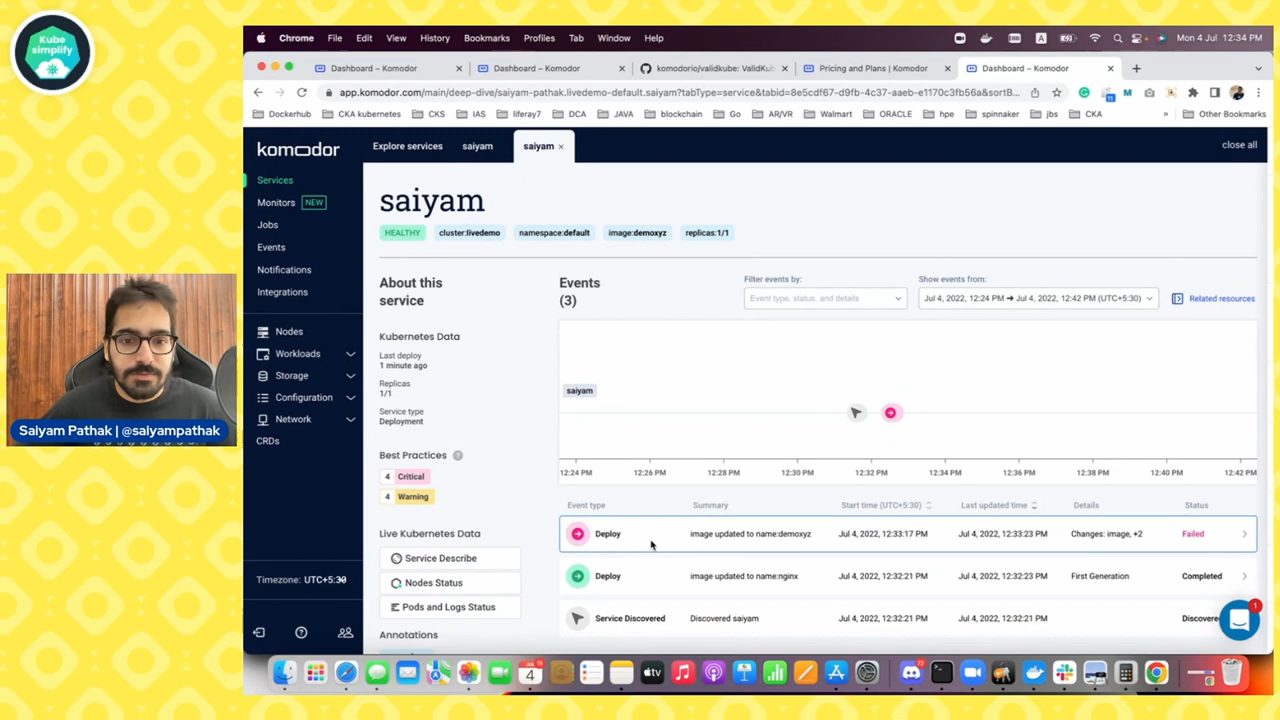 Kube
simplify
Chrome File Edit View History Bookmarks Profiles Tab Window Help Mon 4 Jul 12:34 PM
Dashboard – Komodor Dashboard – Komodor komodorio/validkube: ValidKub Pricing and Plans | Komodor Dashboard – Komodor
app.komodor.com/main/deep-dive/saiyam-pathak.livedemo-default.saiyam?tabType=service&tabid=8e5cdf67-d9fb-4c37-aaeb-e1170c3fb56a&sortB...
Dockerhub CKA kubernetes CKS IAS liferay7 DCA JAVA blockchain Go AR/VR Walmart ORACLE hpe spinnaker jbs CKA » Other Bookmarks
komodor
Explore services saiyam saiyam close all
Services
Monitors NEW
Jobs
Events
Notifications
Integrations
Nodes
Workloads
Storage
Configuration
Network
CRDs
Timezone: UTC+5:30
saiyam
HEALTHY cluster:livedemo namespace:default image:demoxyz replicas:1/1
About this
service
Kubernetes Data
Last deploy
1 minute ago
Replicas
1/1
Service type
Deployment
Best Practices ?
4 Critical
4 Warning
Live Kubernetes Data
Service Describe
Nodes Status
Pods and Logs Status
Annotations
Events
(3)
Filter events by:
Event type, status, and details
Show events from:
Jul 4, 2022, 12:24 PM ➔ Jul 4, 2022, 12:42 PM (UTC+5:30)
Related resources
saiyam
12:24 PM 12:26 PM 12:28 PM 12:30 PM 12:32 PM 12:34 PM 12:36 PM 12:38 PM 12:40 PM 12:42 PM
Event type Summary Start time (UTC+5:30) Last updated time Details Status
Deploy image updated to name:demoxyz Jul 4, 2022, 12:33:17 PM Jul 4, 2022, 12:33:23 PM Changes: image, +2 Failed
Deploy image updated to name:nginx Jul 4, 2022, 12:32:21 PM Jul 4, 2022, 12:32:23 PM First Generation Completed
Service Discovered Discovered saiyam Jul 4, 2022, 12:32:21 PM Jul 4, 2022, 12:32:21 PM Discovere
1
Saiyam Pathak | @saiyampathak